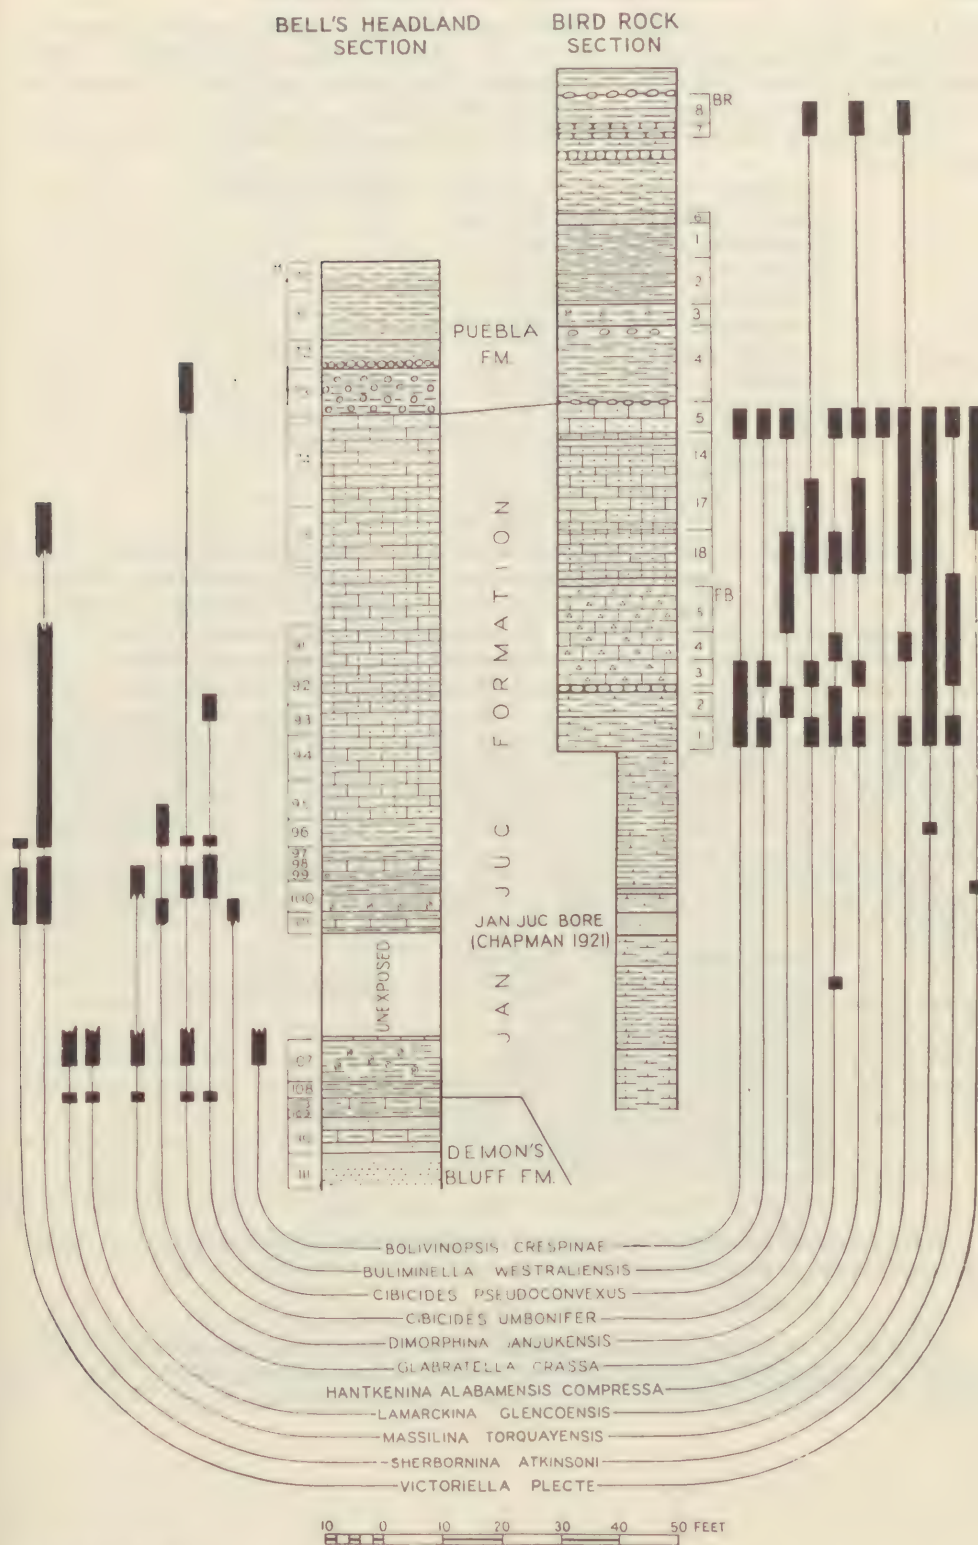 BELL'S HEADLAND
SECTION
BIRD ROCK
SECTION
BR
8
7
6
1
2
3
4
5
14
17
18
FB
5
4
3
2
1
PUEBLA
FM.
JAN JUC FORMATION
92
93
94
96
97
98
99
100
UNEXPOSED
108
JAN JUC BORE
(CHAPMAN 1921)
DEMON'S
BLUFF FM.
BOLIVINOPSIS CRESPINAE
BULIMINELLA WESTRALIENSIS
CIBICIDES PSEUDOCONVEXUS
CIBICIDES UMBONIFER
DIMORPHINA JANJUKENSIS
GLABRATELLA CRASSA
HANTKENINA ALABAMENSIS COMPRESSA
LAMARCKINA GLENCOENSIS
MASSILINA TORQUAYENSIS
SHERBORNINA ATKINSONI
VICTORIELLA PLECTE
10 0 10 20 30 40 50 FEET